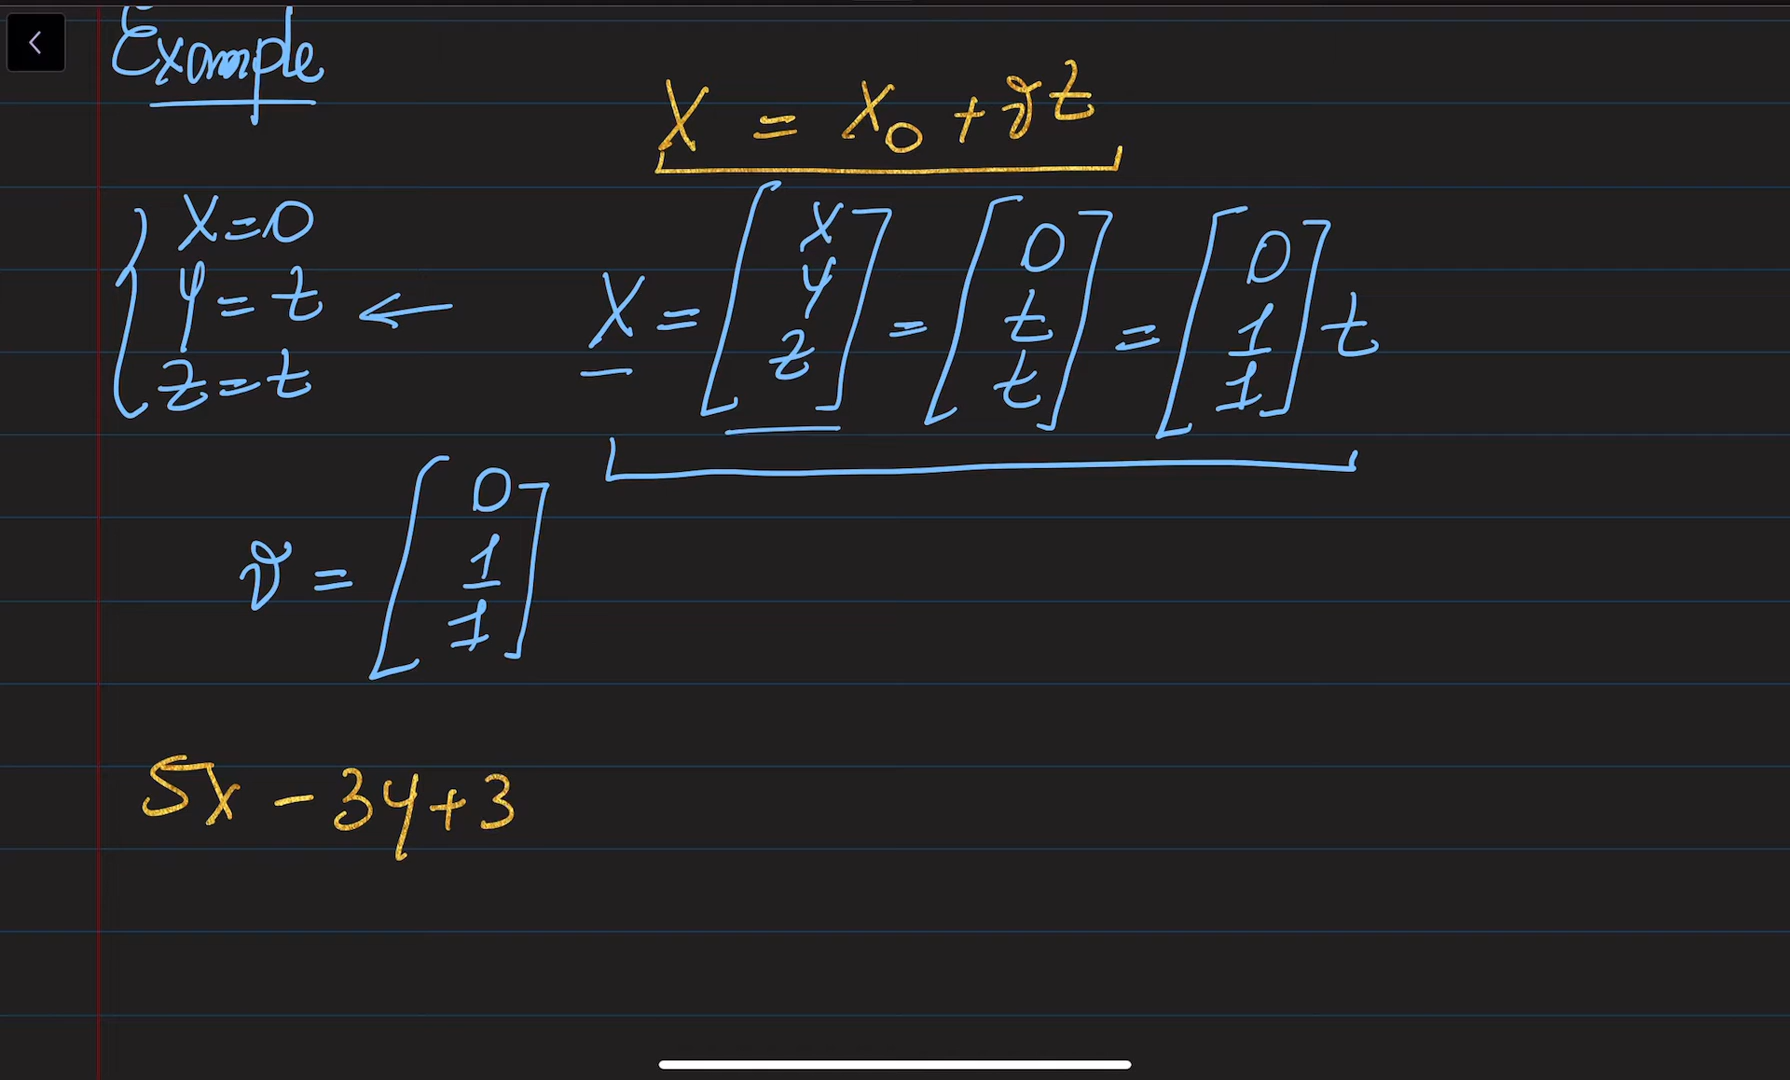 Example
X = X₀ + vt
{ x = 0
y = t ←
z = t
X = [x y z] = [0 t t] = [0 1 1] t
v = [0 1 1]
5x - 3y + 3